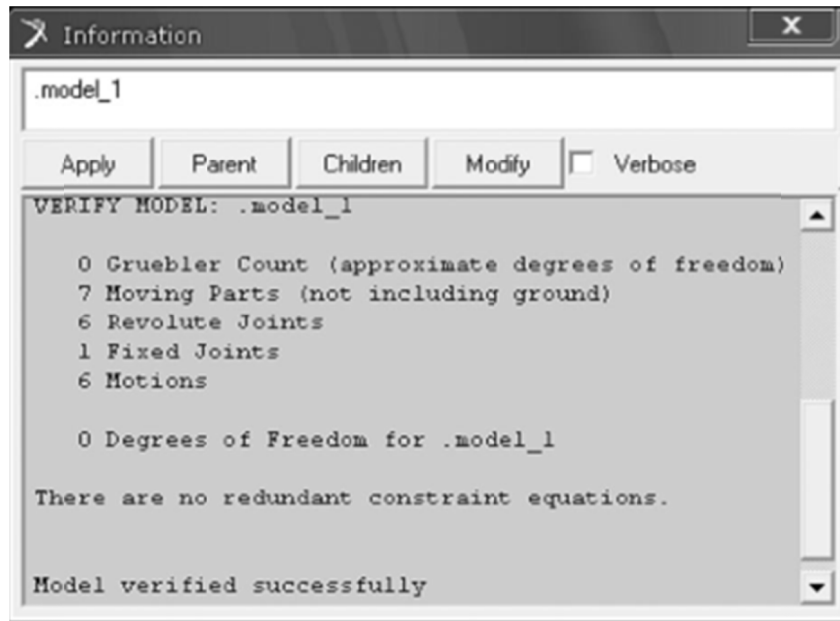 Information
x
.model_1
Apply Parent Children Modify Verbose
VERIFY MODEL: .model_1
0 Gruebler Count (approximate degrees of freedom)
7 Moving Parts (not including ground)
6 Revolute Joints
1 Fixed Joints
6 Motions
0 Degrees of Freedom for .model_1
There are no redundant constraint equations.
Model verified successfully